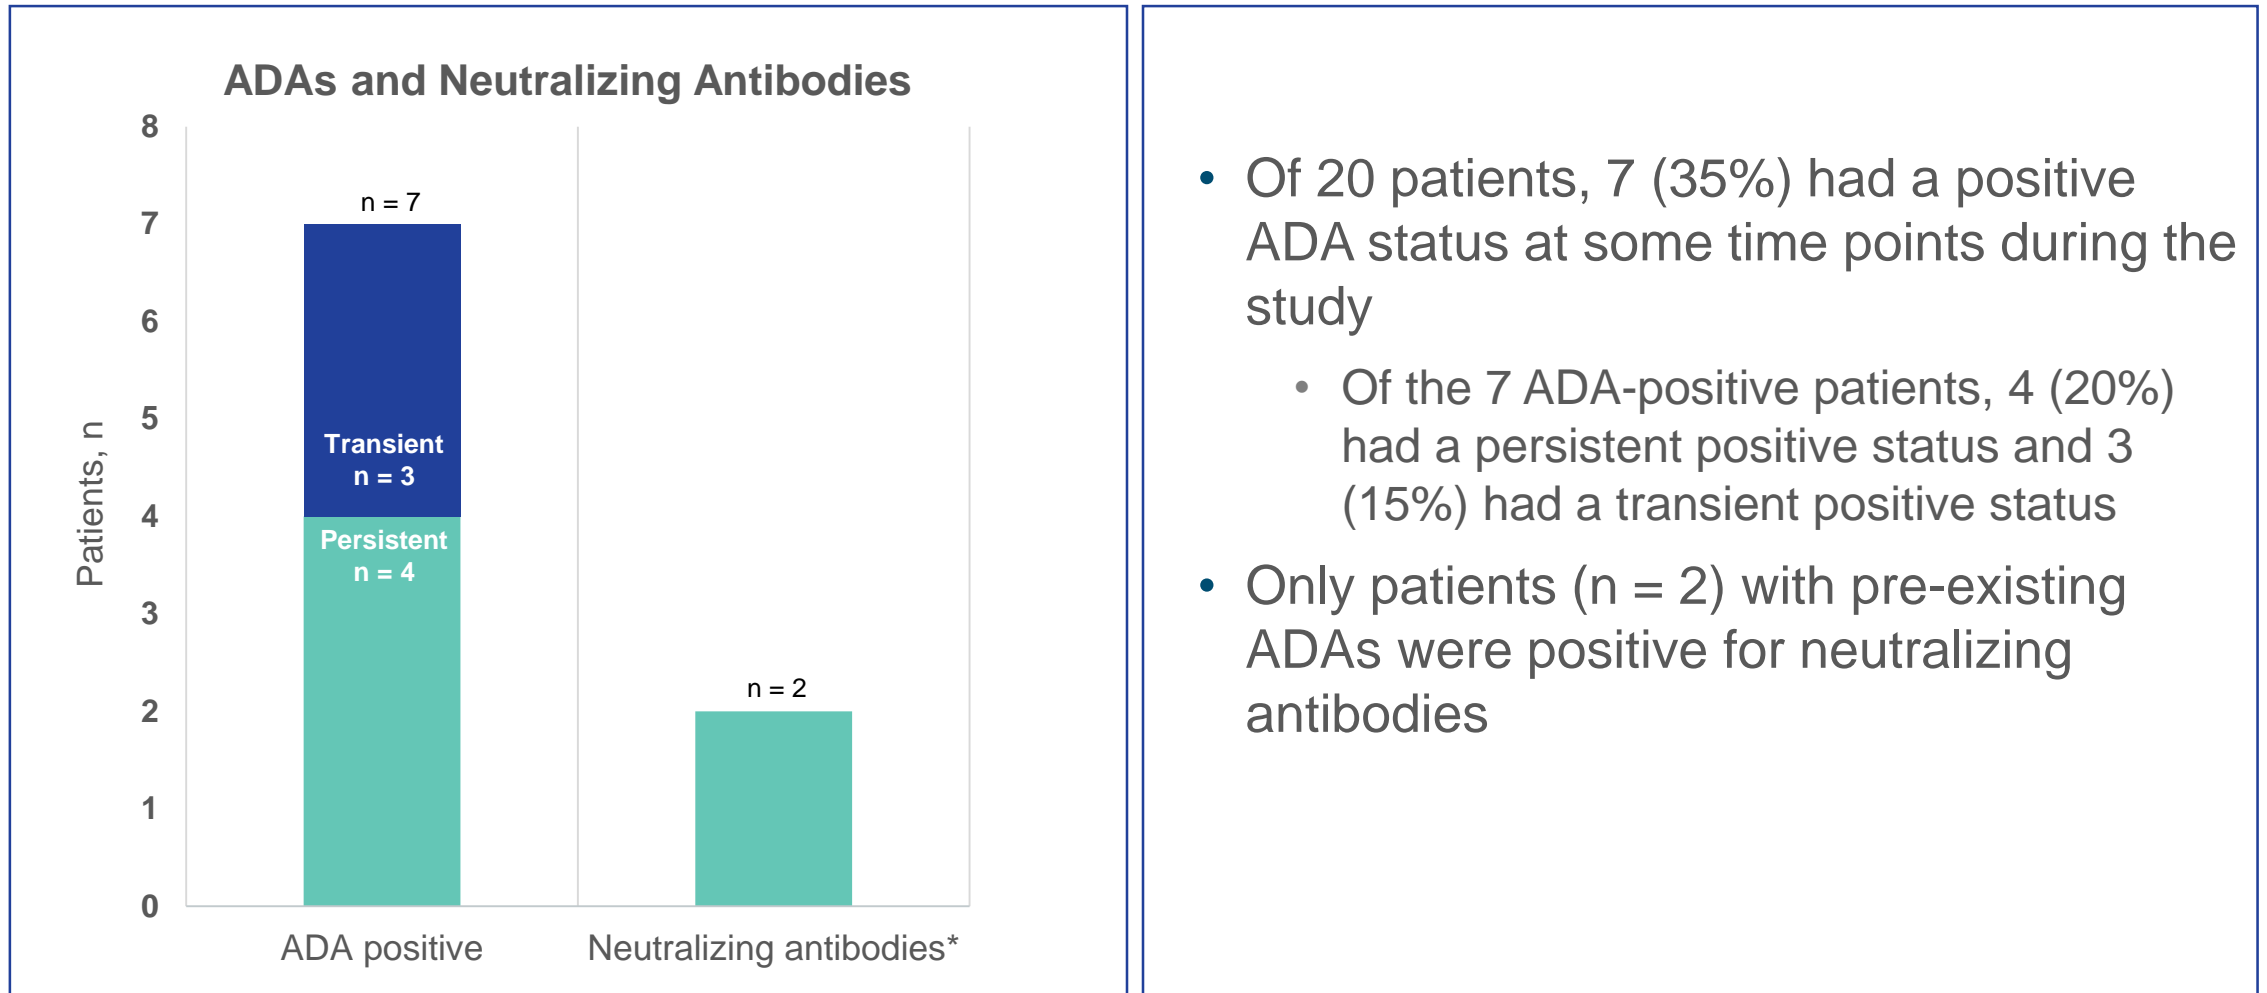 ADAs and Neutralizing Antibodies
8
7
6
5
4
3
2
1
0
Patients, n
n = 7
Transient
n = 3
Persistent
n = 4
n = 2
ADA positive
Neutralizing antibodies*
• Of 20 patients, 7 (35%) had a positive
ADA status at some time points during the
study
• Of the 7 ADA-positive patients, 4 (20%)
had a persistent positive status and 3
(15%) had a transient positive status
• Only patients (n = 2) with pre-existing
ADAs were positive for neutralizing
antibodies